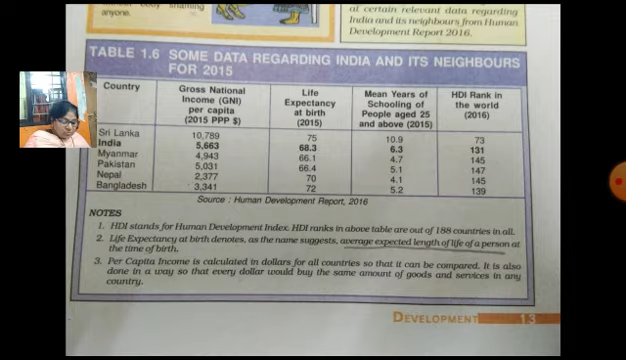 body shaming
anyone.
at certain relevant data regarding
India and its neighbours from Human
Development Report 2016.
TABLE 1.6 SOME DATA REGARDING INDIA AND ITS NEIGHBOURS
FOR 2015
Country Gross National Income (GNI) per capita (2015 PPP $) Life Expectancy at birth (2015) Mean Years of Schooling of People aged 25 and above (2015) HDI Rank in the world (2016)
Sri Lanka 10,789 75 10.9 73
India 5,663 68.3 6.3 131
Myanmar 4,943 66.1 4.7 145
Pakistan 5,031 66.4 5.1 147
Nepal 2,377 70 4.1 145
Bangladesh 3,341 72 5.2 139
Source : Human Development Report, 2016
NOTES
1. HDI stands for Human Development Index. HDI ranks in above table are out of 188 countries in all.
2. Life Expectancy at birth denotes, as the name suggests, average expected length of life of a person at
the time of birth.
3. Per Capita Income is calculated in dollars for all countries so that it can be compared. It is also
done in a way so that every dollar would buy the same amount of goods and services in any
country.
DEVELOPMENT 13